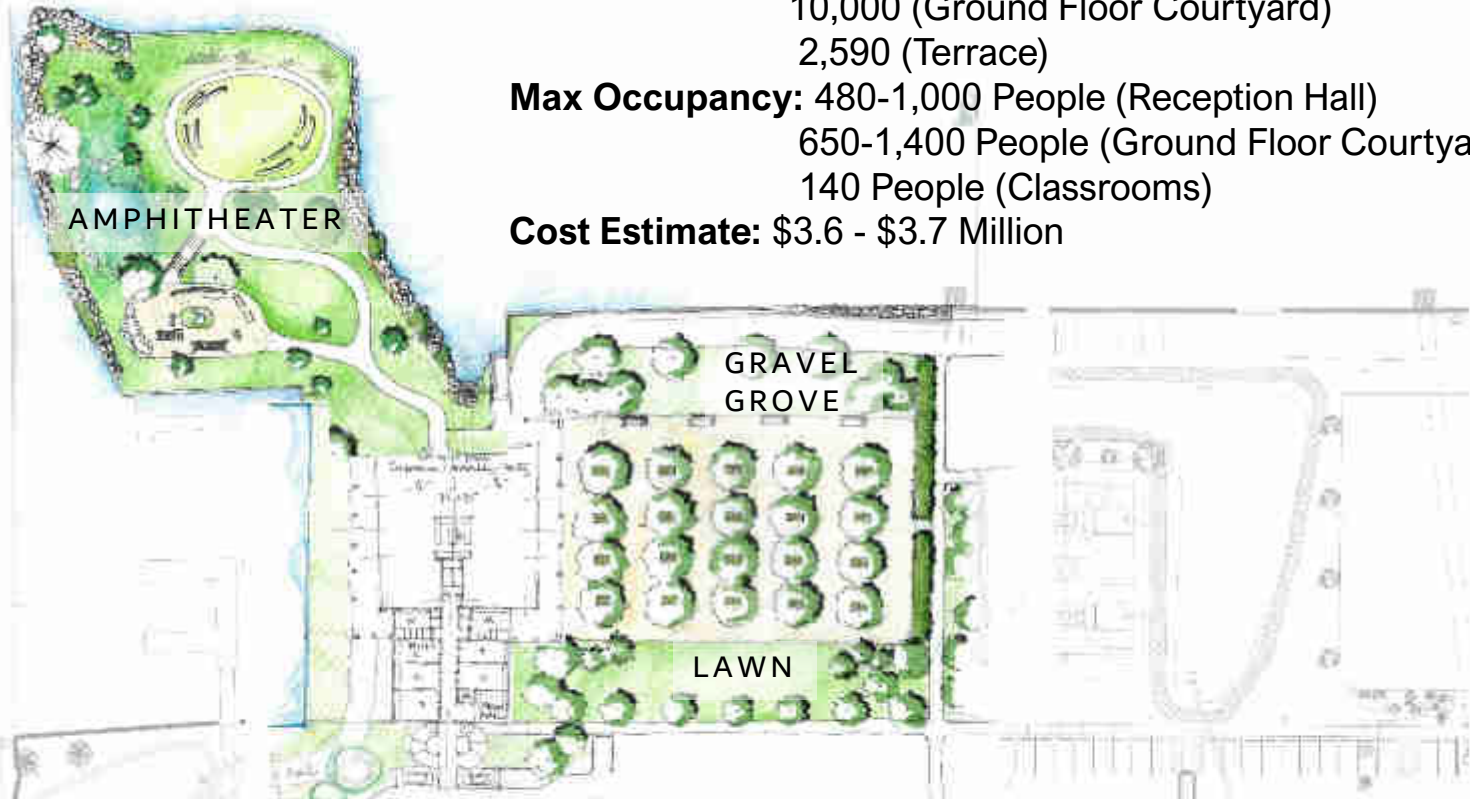 10,000 (Ground Floor Courtyard)
2,590 (Terrace)
Max Occupancy: 480-1,000 People (Reception Hall)
650-1,400 People (Ground Floor Courtya
140 People (Classrooms)
Cost Estimate: $3.6 - $3.7 Million
AMPHITHEATER
GRAVEL
GROVE
LAWN